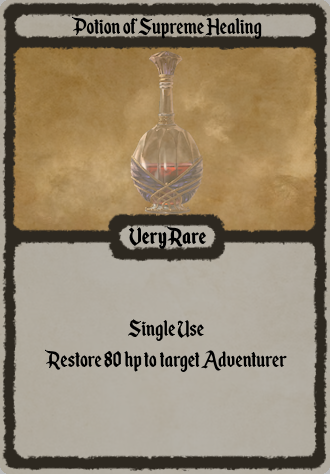 Potion of Supreme Healing
Very Rare
Single Use
Restore 80 hp to target Adventurer